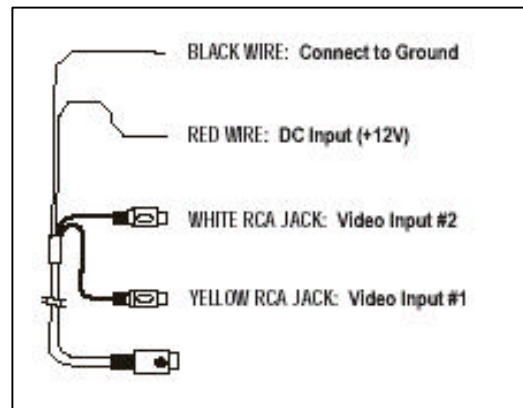 BLACK WIRE: Connect to Ground
RED WIRE: DC Input (+12V)
WHITE RCA JACK: Video Input #2
YELLOW RCA JACK: Video Input #1